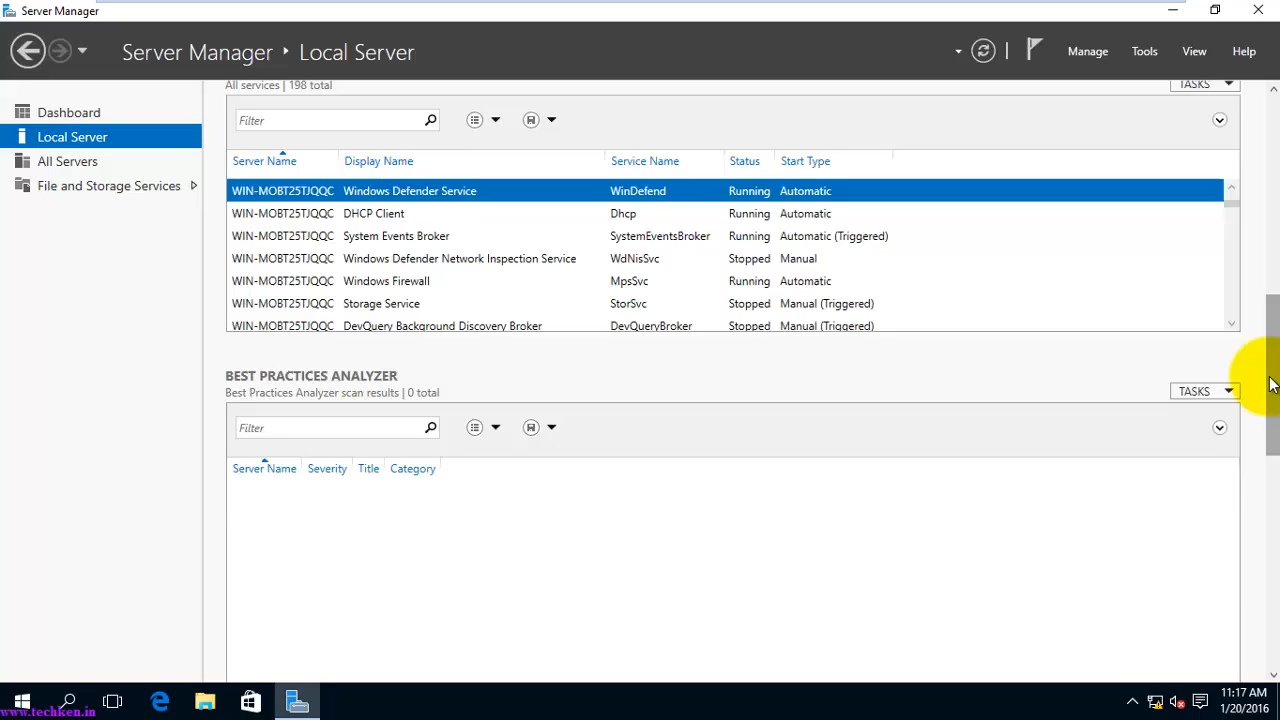 Server Manager
Server Manager ‣ Local Server
Manage Tools View Help
Dashboard
Local Server
All Servers
File and Storage Services
All services | 198 total
TASKS
Filter
Server Name Display Name Service Name Status Start Type
WIN-MOBT25TJQQC Windows Defender Service WinDefend Running Automatic
WIN-MOBT25TJQQC DHCP Client Dhcp Running Automatic
WIN-MOBT25TJQQC System Events Broker SystemEventsBroker Running Automatic (Triggered)
WIN-MOBT25TJQQC Windows Defender Network Inspection Service WdNisSvc Stopped Manual
WIN-MOBT25TJQQC Windows Firewall MpsSvc Running Automatic
WIN-MOBT25TJQQC Storage Service StorSvc Stopped Manual (Triggered)
WIN-MOBT25TJQQC DevQuery Background Discovery Broker DevQueryBroker Stopped Manual (Triggered)
BEST PRACTICES ANALYZER
Best Practices Analyzer scan results | 0 total
TASKS
Filter
Server Name Severity Title Category
www.techken.in
11:17 AM
1/20/2016